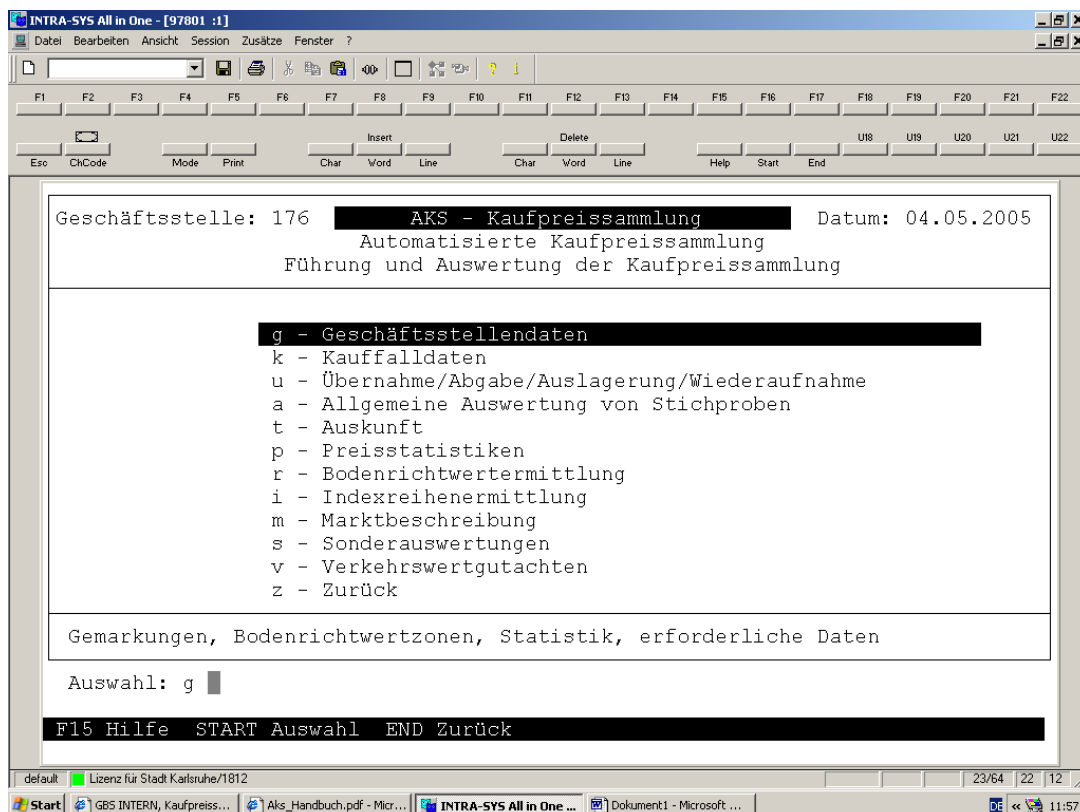 INTRA-SYS All in One - [97801 :1]
Datei Bearbeiten Ansicht Session Zusätze Fenster ?
F1 F2 F3 F4 F5 F6 F7 F8 F9 F10 F11 F12 F13 F14 F15 F16 F17 F18 F19 F20 F21 F22
Insert Delete U18 U19 U20 U21 U22
Esc ChCode Mode Print Char Word Line Char Word Line Help Start End
Geschäftsstelle: 176 AKS - Kaufpreissammlung Datum: 04.05.2005
Automatisierte Kaufpreissammlung
Führung und Auswertung der Kaufpreissammlung
g - Geschäftsstellendaten
k - Kauffalldaten
u - Übernahme/Abgabe/Auslagerung/Wiederaufnahme
a - Allgemeine Auswertung von Stichproben
t - Auskunft
p - Preisstatistiken
r - Bodenrichtwertermittlung
i - Indexreihenermittlung
m - Marktbeschreibung
s - Sonderauswertungen
v - Verkehrswertgutachten
z - Zurück
Gemarkungen, Bodenrichtwertzonen, Statistik, erforderliche Daten
Auswahl: g
F15 Hilfe START Auswahl END Zurück
default Lizenz für Stadt Karlsruhe/1812 23/64 22 12
Start GBS INTERN, Kaufpreiss... Aks_Handbuch.pdf - Micr... INTRA-SYS All in One ... Dokument1 - Microsoft ... DE « 11:57